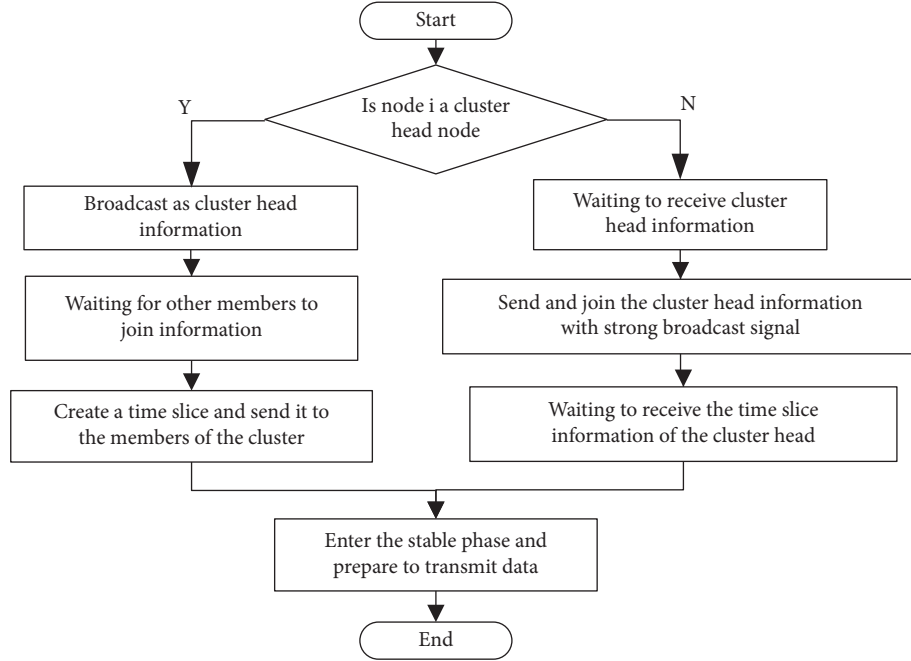 Start
Is node i a cluster
head node
Y
N
Broadcast as cluster head
information
Waiting for other members to
join information
Create a time slice and send it to
the members of the cluster
Waiting to receive cluster
head information
Send and join the cluster head information
with strong broadcast signal
Waiting to receive the time slice
information of the cluster head
Enter the stable phase and
prepare to transmit data
End